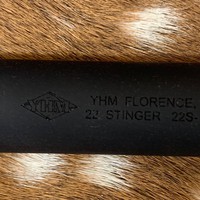 YHM
YHM FLORENCE,
22 STINGER 22S-